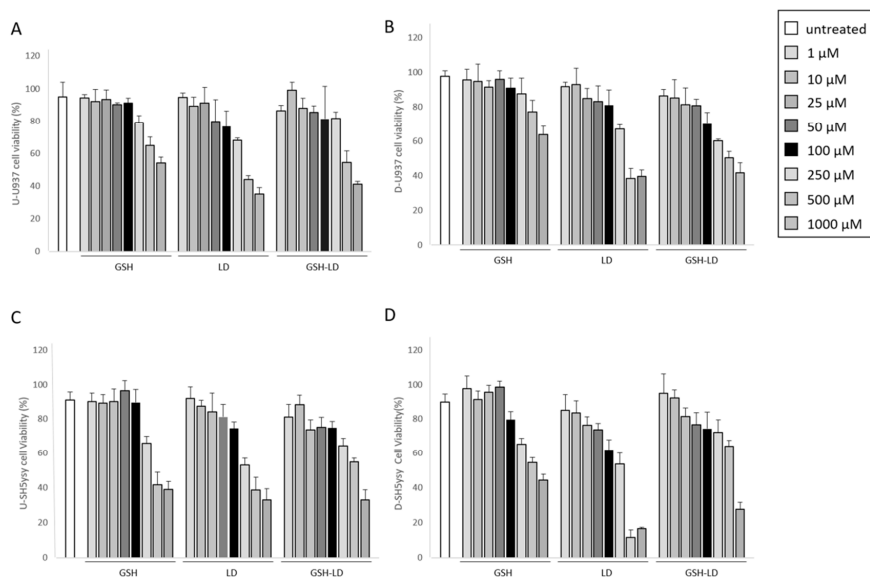 A
U-U937 cell viability (%)
120
100
80
60
40
20
0
GSH
LD
GSH-LD
B
D-U937 cell viability (%)
120
100
80
60
40
20
0
GSH
LD
GSH-LD
untreated
1 µM
10 µM
25 µM
50 µM
100 µM
250 µM
500 µM
1000 µM
C
U-SH5ysy cell Viability (%)
120
100
80
60
40
20
0
GSH
LD
GSH-LD
D
D-SH5ysy Cell Viability(%)
120
100
80
60
40
20
0
GSH
LD
GSH-LD